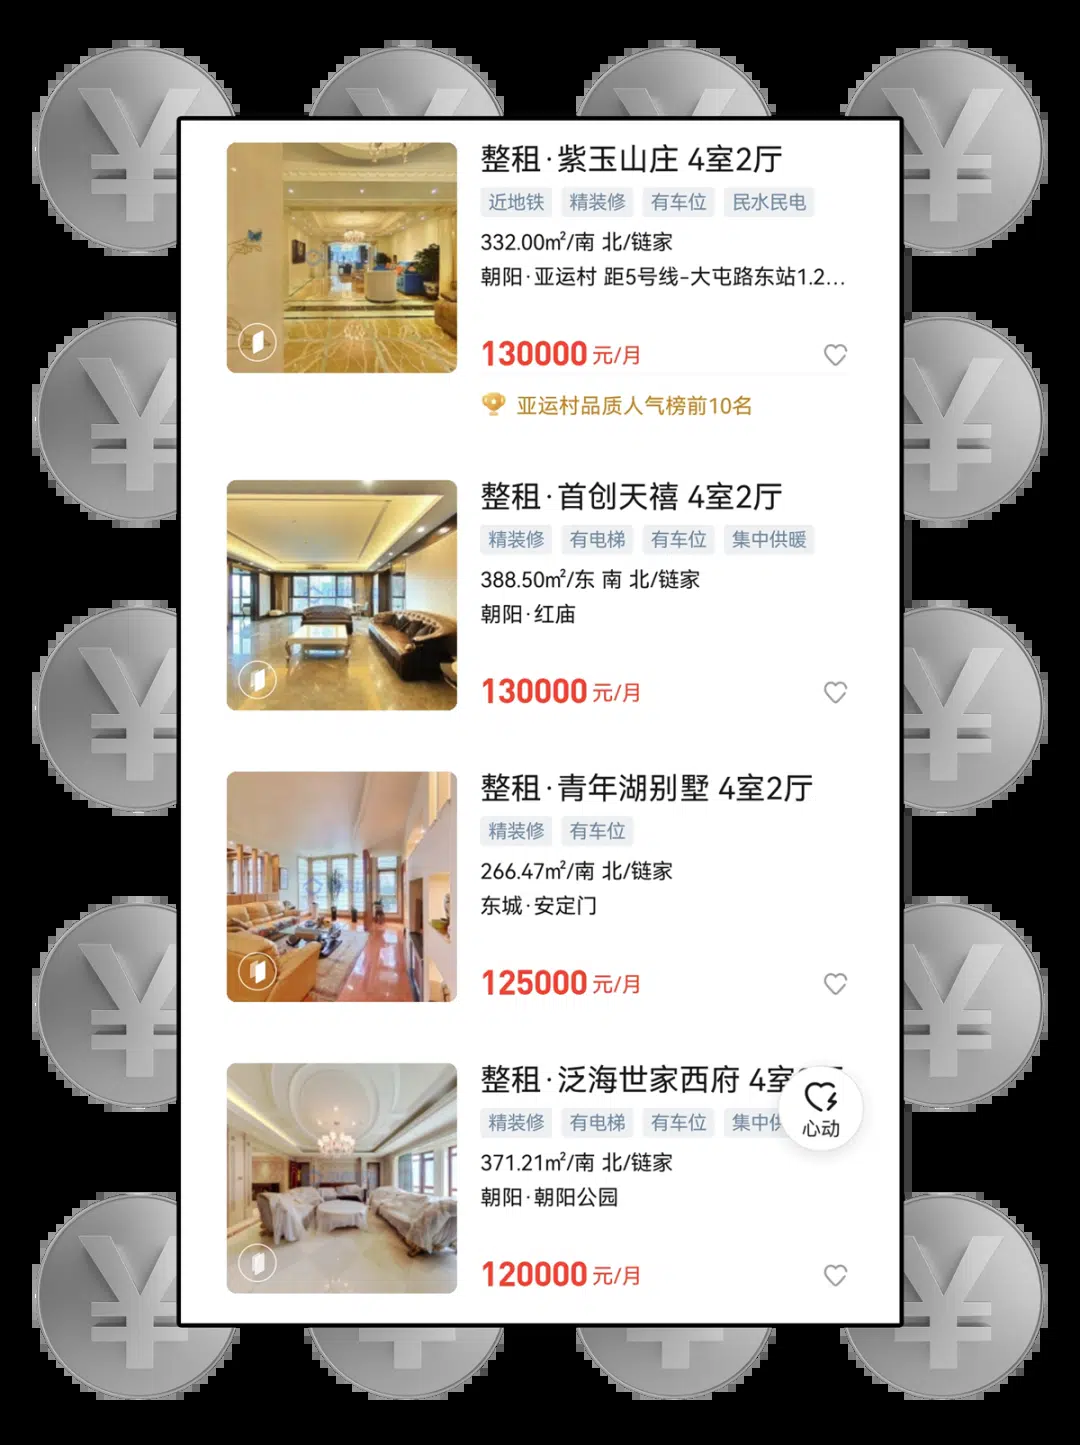 整租·紫玉山庄 4室2厅
近地铁 精装修 有车位 民水民电
332.00㎡/南 北/链家
朝阳·亚运村 距5号线-大屯路东站1.2...
130000 元/月
亚运村品质人气榜前10名
整租·首创天禧 4室2厅
精装修 有电梯 有车位 集中供暖
388.50㎡/东 南 北/链家
朝阳·红庙
130000 元/月
整租·青年湖别墅 4室2厅
精装修 有车位
266.47㎡/南 北/链家
东城·安定门
125000 元/月
整租·泛海世家西府 4室
精装修 有电梯 有车位 集中
心动
371.21㎡/南 北/链家
朝阳·朝阳公园
120000 元/月